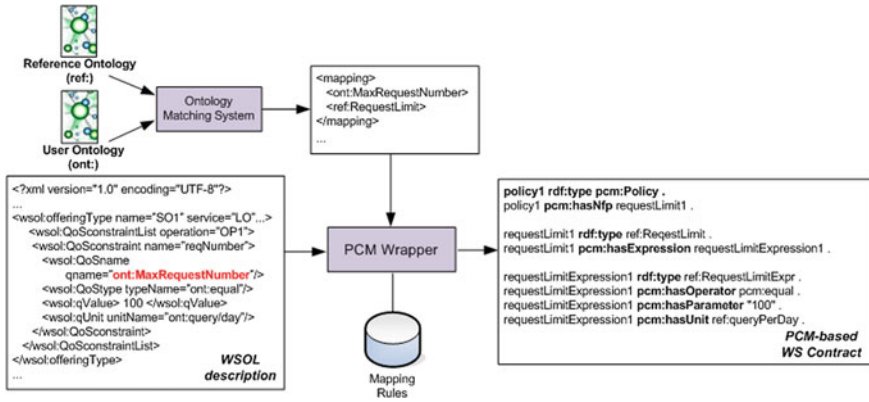 Reference Ontology
(ref:)
User Ontology
(ont:)
Ontology
Matching System
<mapping>
<ont:MaxRequestNumber>
<ref:RequestLimit>
</mapping>
...
<?xml version="1.0" encoding="UTF-8"?>
...
<wsol:offeringType name="SO1" service="LO"...>
<wsol:QoSconstraintList operation="OP1">
<wsol:QoSconstraint name="reqNumber">
<wsol:QoSname
qname="ont:MaxRequestNumber"/>
<wsol:QoStype typeName="ont:equal"/>
<wsol:qValue> 100 </wsol:qValue>
<wsol:qUnit unitName="ont:query/day"/>
</wsol:QoSconstraint>
</wsol:QoSconstraintList>
</wsol:offeringType>
...
WSOL
description
PCM Wrapper
Mapping
Rules
policy1 rdf:type pcm:Policy .
policy1 pcm:hasNfp requestLimit1 .
requestLimit1 rdf:type ref:ReqestLimit .
requestLimit1 pcm:hasExpression requestLimitExpression1 .
requestLimitExpression1 rdf:type ref:RequestLimitExpr .
requestLimitExpression1 pcm:hasOperator pcm:equal .
requestLimitExpression1 pcm:hasParameter "100" .
requestLimitExpression1 pcm:hasUnit ref:queryPerDay .
PCM-based
WS Contract